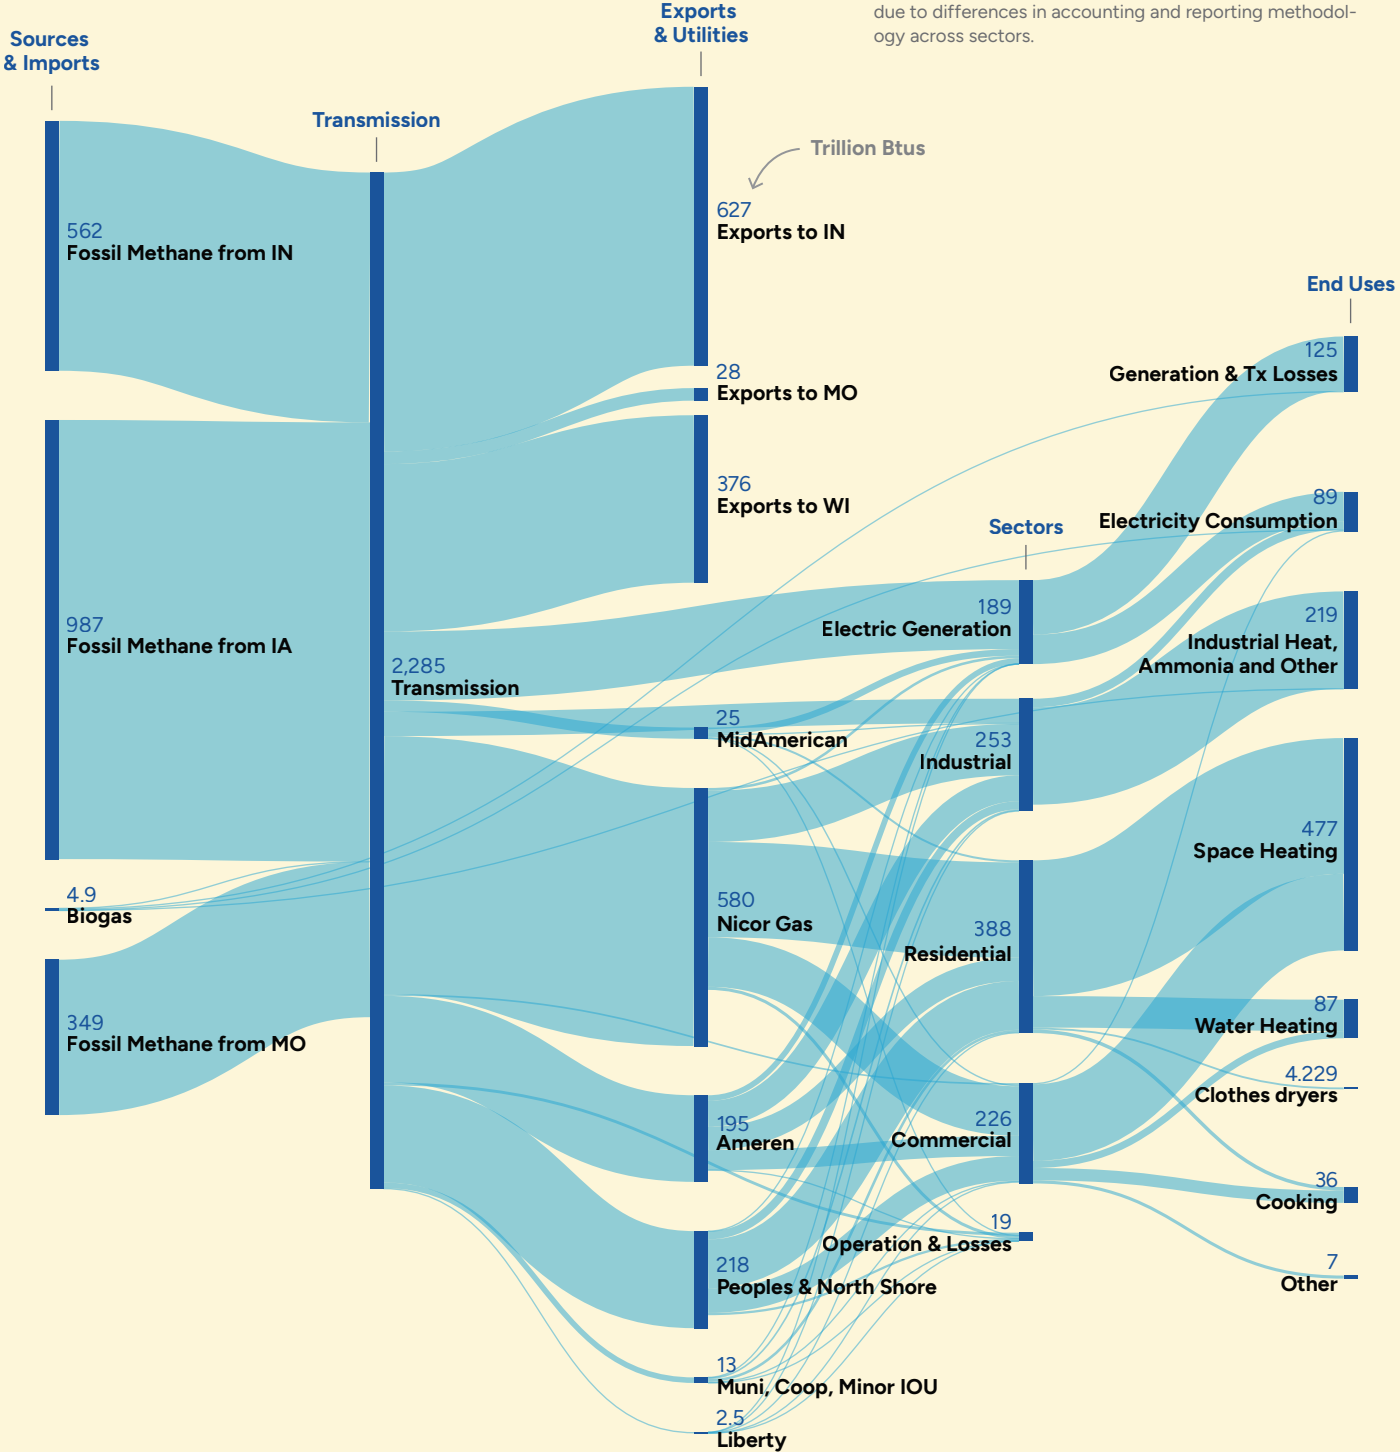 Exports
& Utilities
due to differences in accounting and reporting methodol-
ogy across sectors.
Sources
& Imports
Transmission
Trillion Btus
562
Fossil Methane from IN
627
Exports to IN
End Uses
28
Exports to MO
125
Generation & Tx Losses
376
Exports to WI
Sectors
89
Electricity Consumption
987
Fossil Methane from IA
189
Electric Generation
219
Industrial Heat,
Ammonia and Other
2,285
Transmission
25
MidAmerican
253
Industrial
477
Space Heating
4.9
Biogas
580
Nicor Gas
388
Residential
349
Fossil Methane from MO
87
Water Heating
4.229
Clothes dryers
195
Ameren
226
Commercial
36
Cooking
19
Operation & Losses
218
Peoples & North Shore
7
Other
13
Muni, Coop, Minor IOU
2.5
Liberty